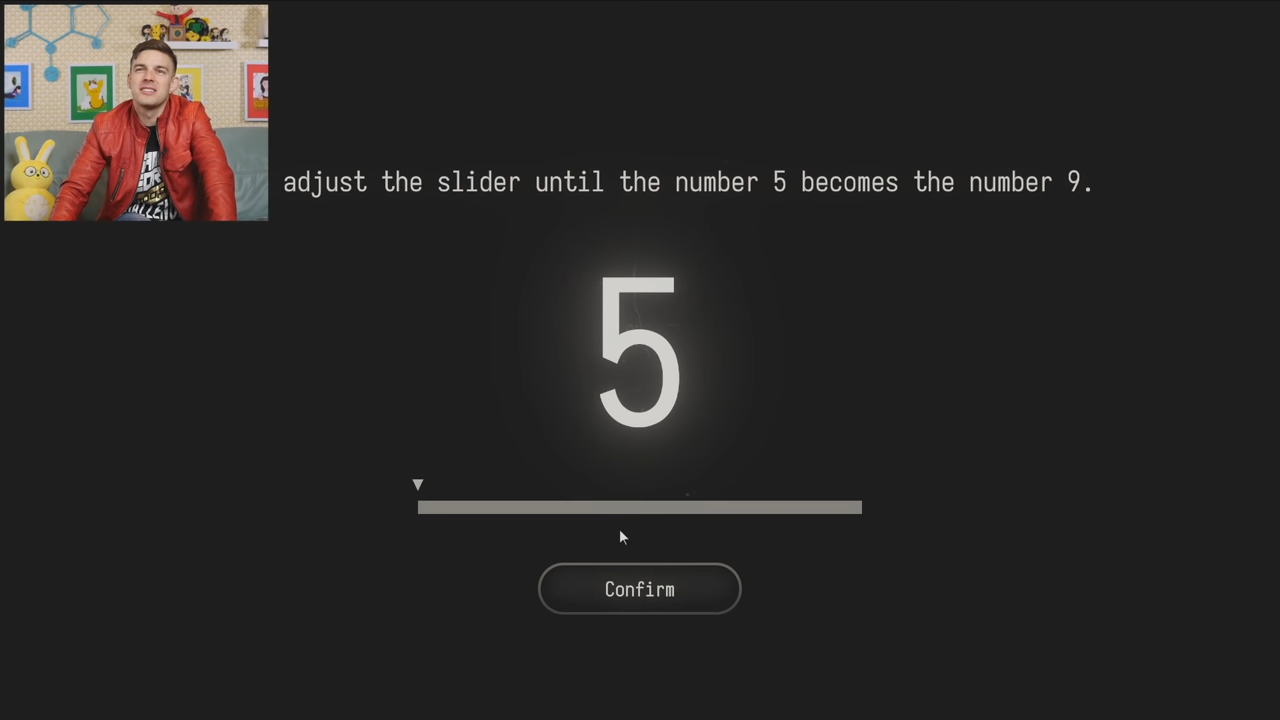 adjust the slider until the number 5 becomes the number 9.
5
Confirm